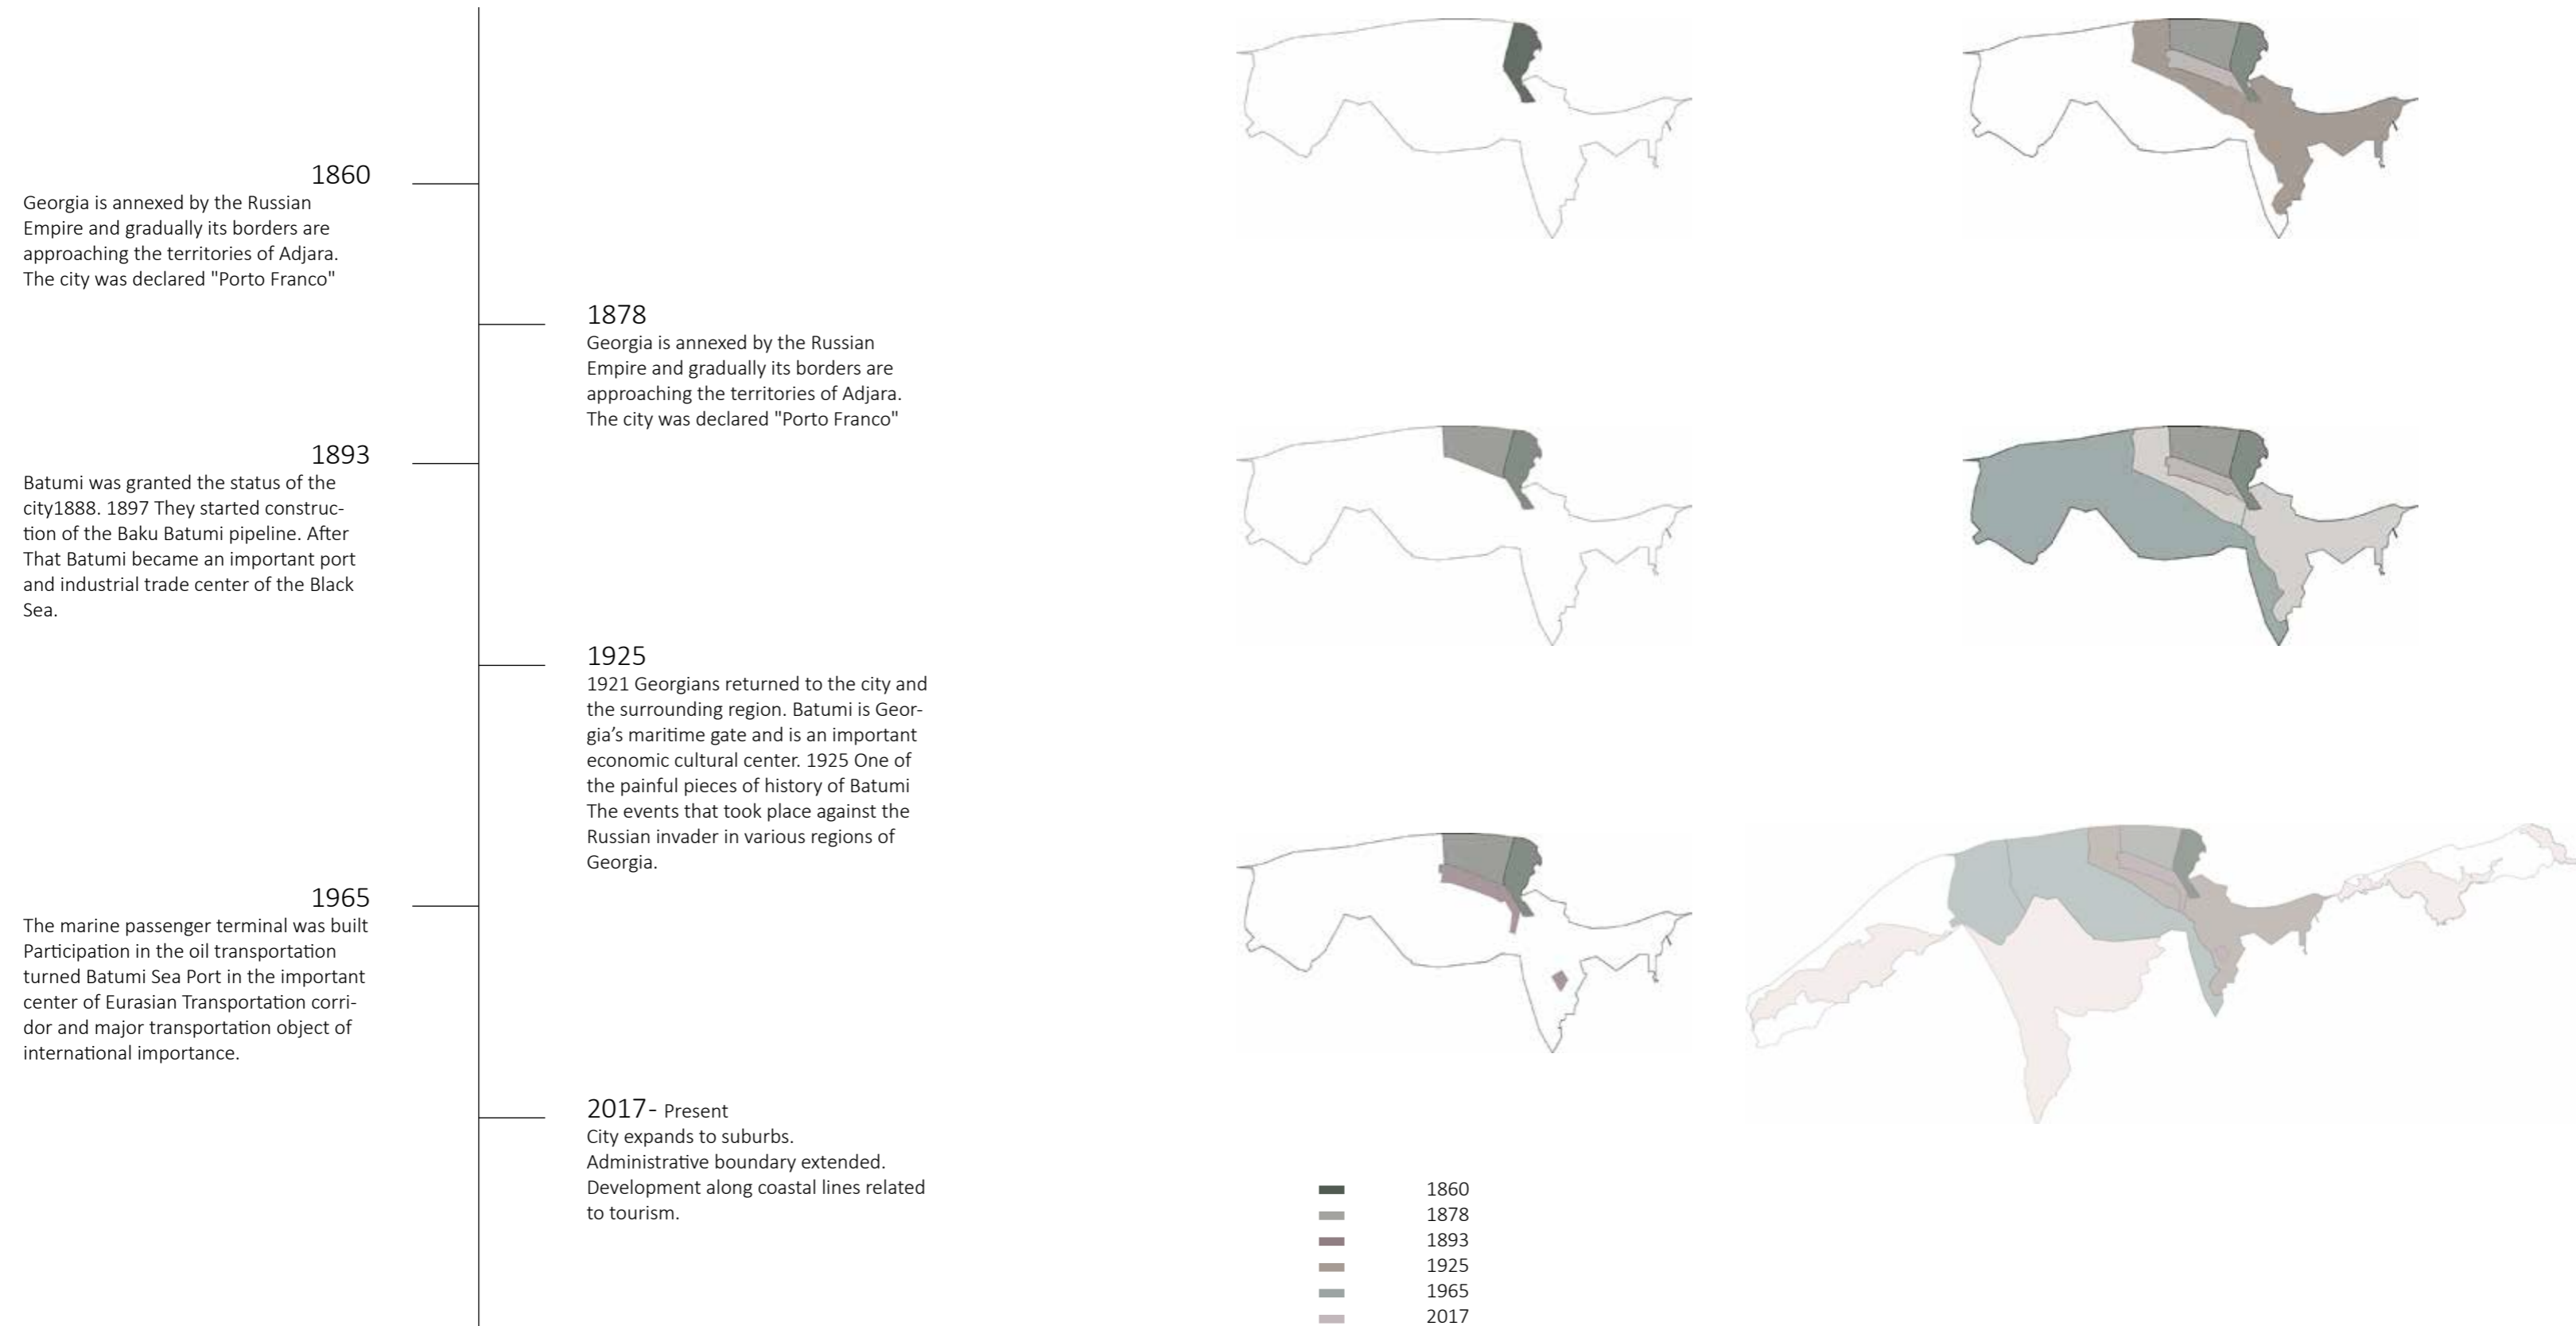 1860
Georgia is annexed by the Russian
Empire and gradually its borders are
approaching the territories of Adjara.
The city was declared "Porto Franco"
1878
Georgia is annexed by the Russian
Empire and gradually its borders are
approaching the territories of Adjara.
The city was declared "Porto Franco"
1893
Batumi was granted the status of the
city1888. 1897 They started construc-
tion of the Baku Batumi pipeline. After
That Batumi became an important port
and industrial trade center of the Black
Sea.
1925
1921 Georgians returned to the city and
the surrounding region. Batumi is Geor-
gia's maritime gate and is an important
economic cultural center. 1925 One of
the painful pieces of history of Batumi
The events that took place against the
Russian invader in various regions of
Georgia.
1965
The marine passenger terminal was built
Participation in the oil transportation
turned Batumi Sea Port in the important
center of Eurasian Transportation corri-
dor and major transportation object of
international importance.
2017- Present
City expands to suburbs.
Administrative boundary extended.
Development along coastal lines related
to tourism.
1860
1878
1893
1925
1965
2017